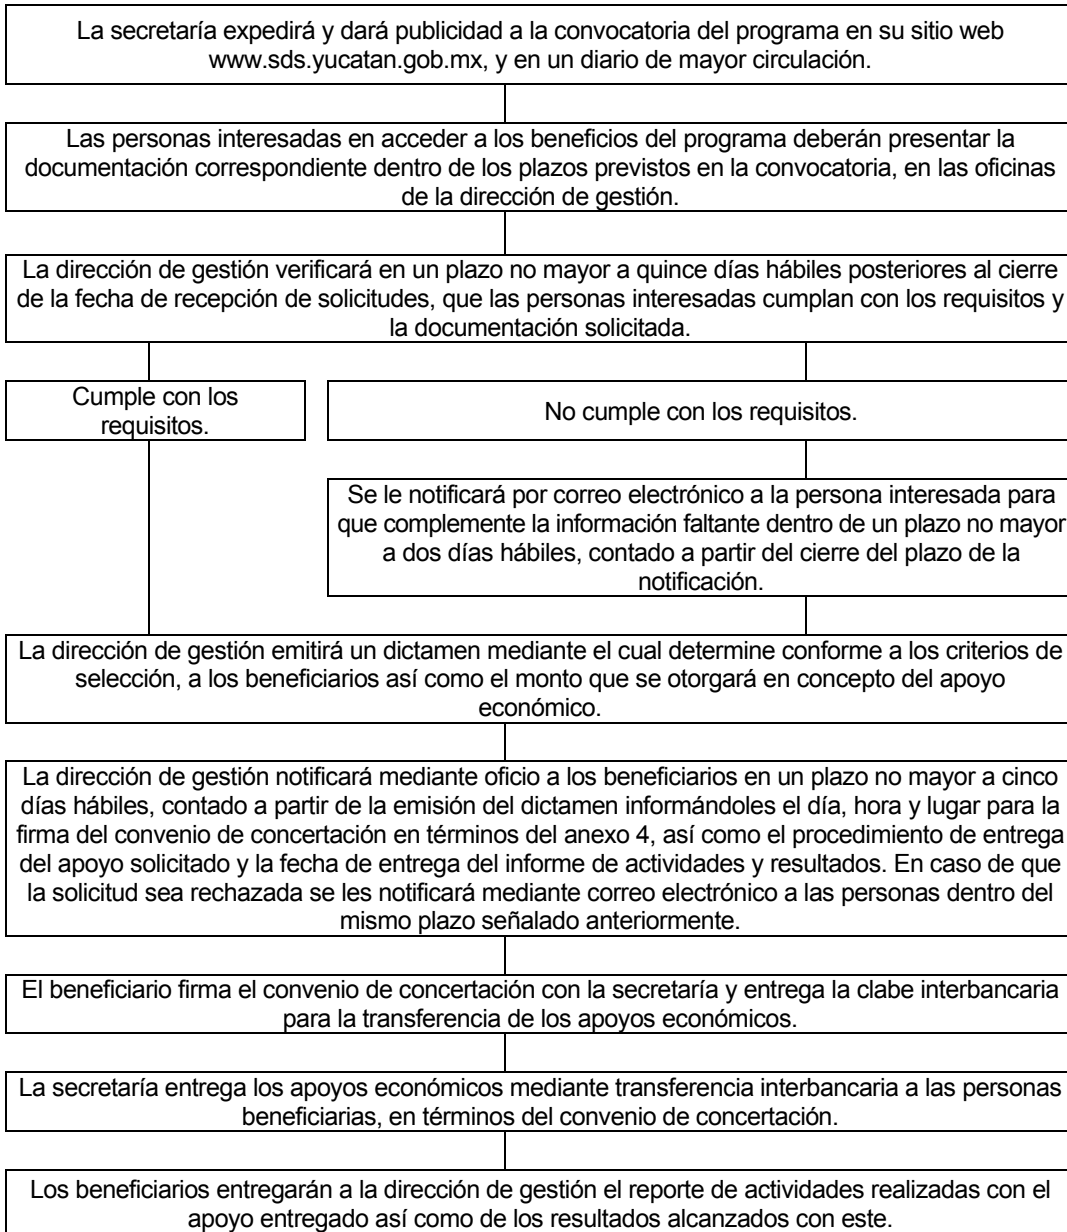 La secretaría expedirá y dará publicidad a la convocatoria del programa en su sitio web
www.sds.yucatan.gob.mx, y en un diario de mayor circulación.
Las personas interesadas en acceder a los beneficios del programa deberán presentar la
documentación correspondiente dentro de los plazos previstos en la convocatoria, en las oficinas
de la dirección de gestión.
La dirección de gestión verificará en un plazo no mayor a quince días hábiles posteriores al cierre
de la fecha de recepción de solicitudes, que las personas interesadas cumplan con los requisitos y
la documentación solicitada.
Cumple con los
requisitos.
No cumple con los requisitos.
Se le notificará por correo electrónico a la persona interesada para
que complemente la información faltante dentro de un plazo no mayor
a dos días hábiles, contado a partir del cierre del plazo de la
notificación.
La dirección de gestión emitirá un dictamen mediante el cual determine conforme a los criterios de
selección, a los beneficiarios así como el monto que se otorgará en concepto del apoyo
económico.
La dirección de gestión notificará mediante oficio a los beneficiarios en un plazo no mayor a cinco
días hábiles, contado a partir de la emisión del dictamen informándoles el día, hora y lugar para la
firma del convenio de concertación en términos del anexo 4, así como el procedimiento de entrega
del apoyo solicitado y la fecha de entrega del informe de actividades y resultados. En caso de que
la solicitud sea rechazada se les notificará mediante correo electrónico a las personas dentro del
mismo plazo señalado anteriormente.
El beneficiario firma el convenio de concertación con la secretaría y entrega la clabe interbancaria
para la transferencia de los apoyos económicos.
La secretaría entrega los apoyos económicos mediante transferencia interbancaria a las personas
beneficiarias, en términos del convenio de concertación.
Los beneficiarios entregarán a la dirección de gestión el reporte de actividades realizadas con el
apoyo entregado así como de los resultados alcanzados con este.